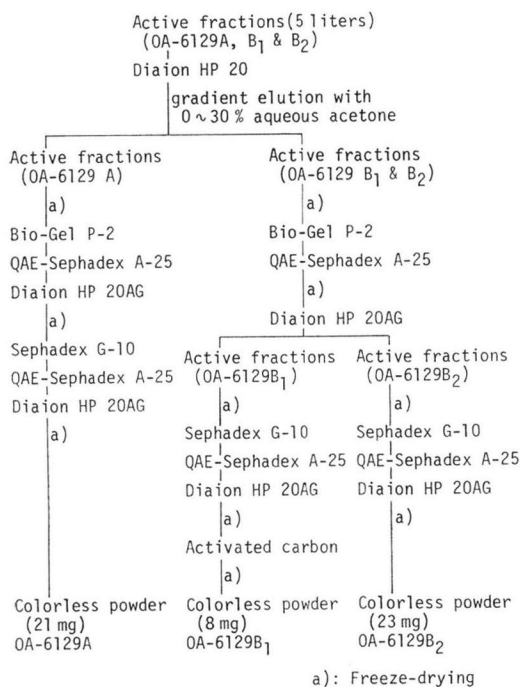 Active fractions(5 liters)
(OA-6129A, B₁ & B₂)
Diaion HP 20
gradient elution with
0~30 % aqueous acetone
Active fractions
(OA-6129 A)
a)
Bio-Gel P-2
QAE-Sephadex A-25
Diaion HP 20AG
a)
Sephadex G-10
QAE-Sephadex A-25
Diaion HP 20AG
a)
Colorless powder
(21 mg)
OA-6129A
Active fractions
(OA-6129 B₁ & B₂)
a)
Bio-Gel P-2
QAE-Sephadex A-25
a)
Diaion HP 20AG
Active fractions
(OA-6129B₁)
a)
Sephadex G-10
QAE-Sephadex A-25
Diaion HP 20AG
a)
Activated carbon
a)
Colorless powder
(8 mg)
OA-6129B₁
Active fractions
(OA-6129B₂)
a)
Sephadex G-10
QAE-Sephadex A-25
Diaion HP 20AG
a)
Colorless powder
(23 mg)
OA-6129B₂
a): Freeze-drying